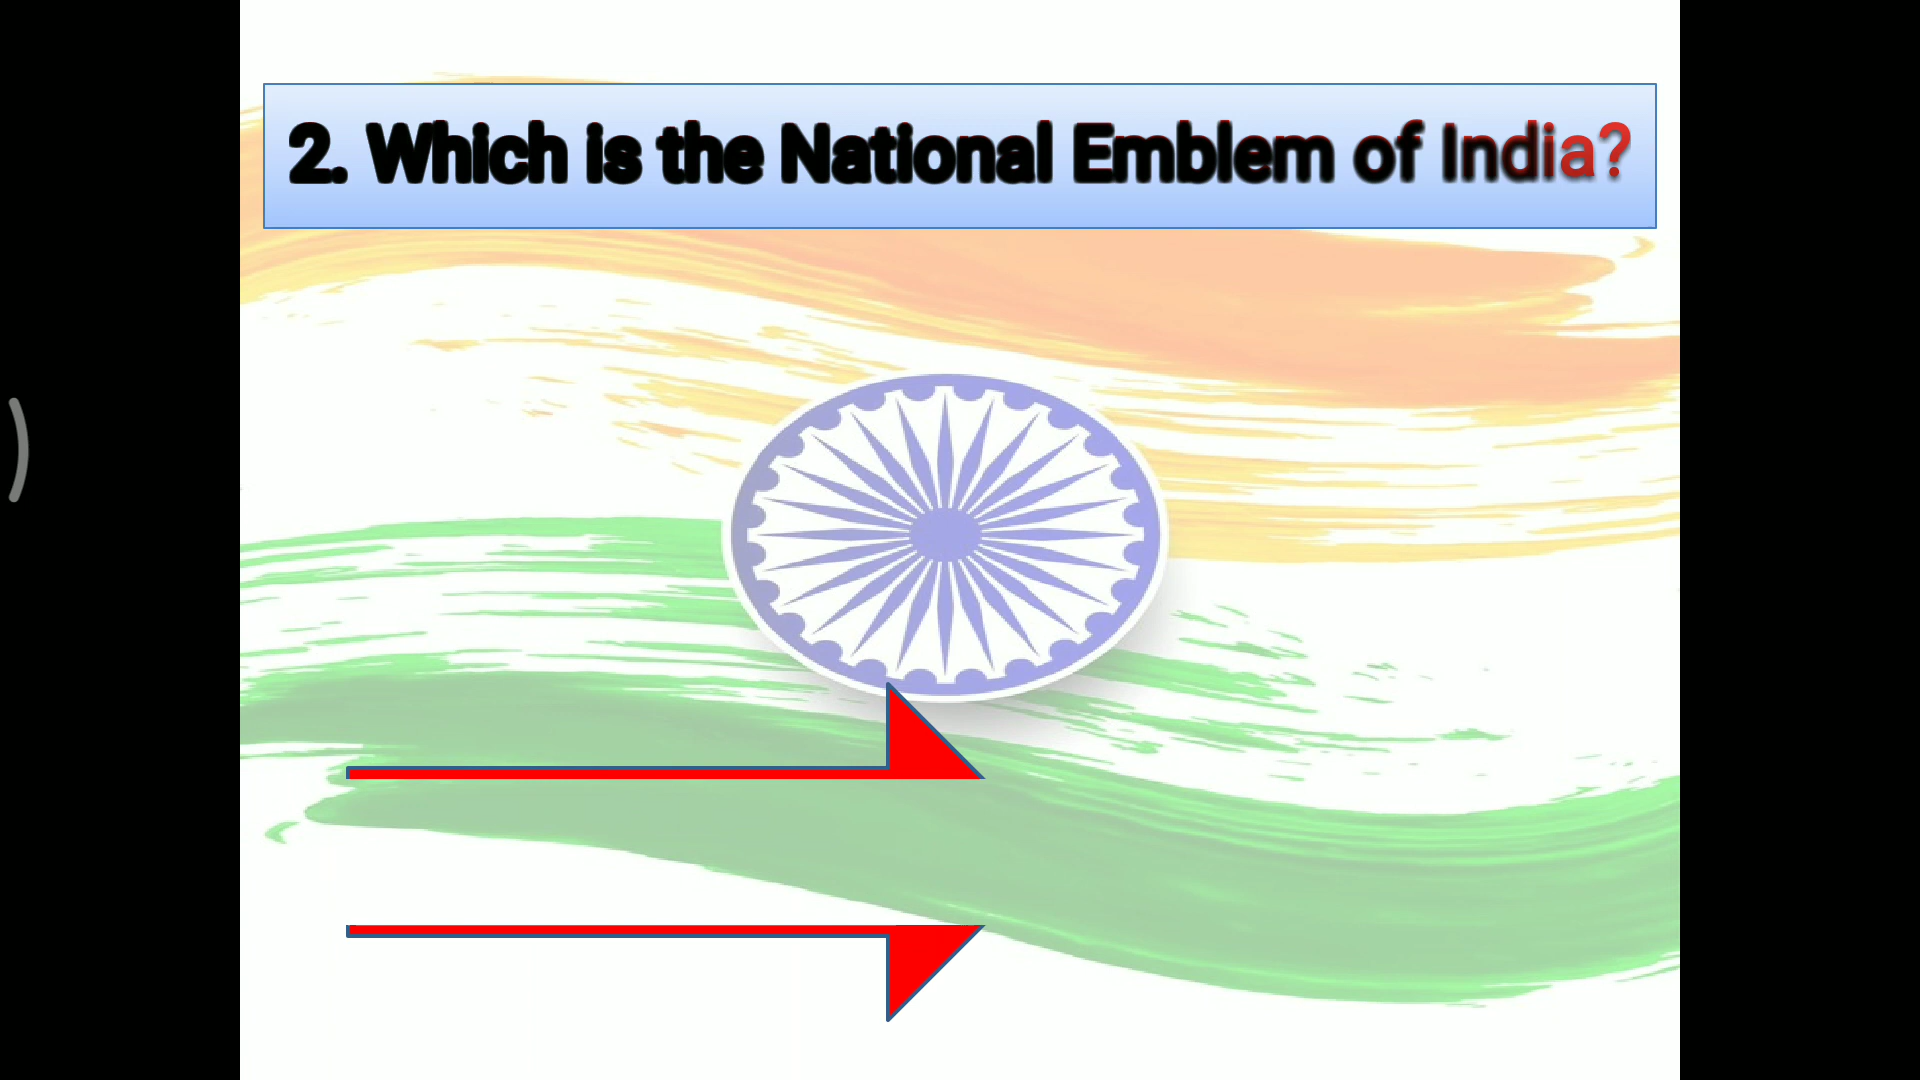 2. Which is the National Emblem of India?